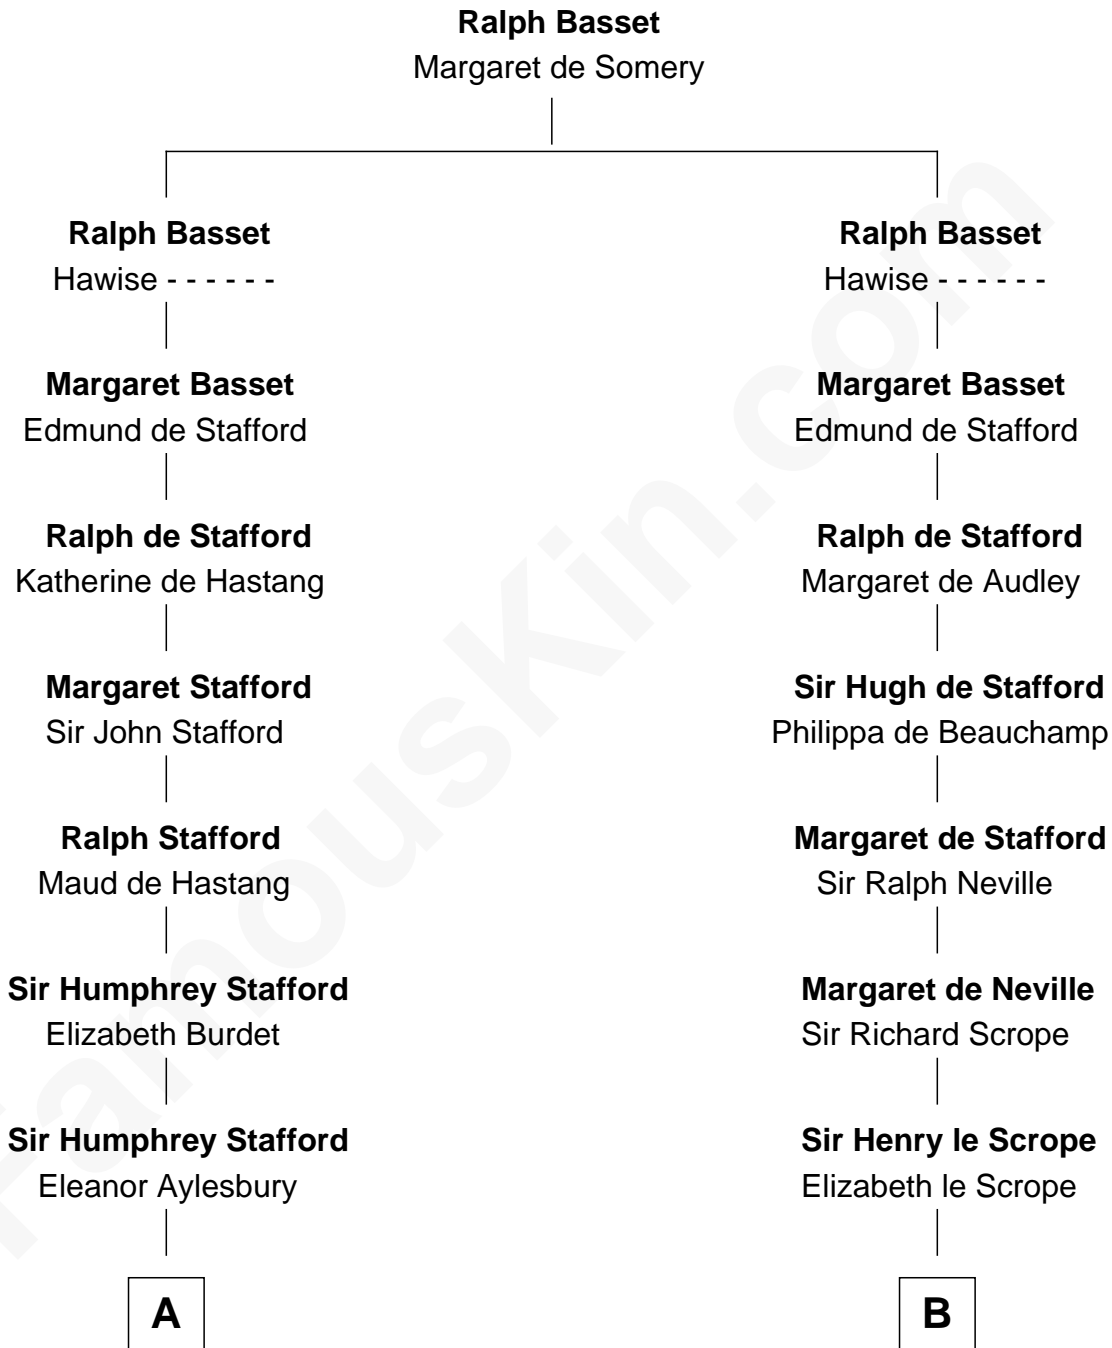 Ralph Basset
Margaret de Somery
Ralph Basset
Hawise - - - - - -
Margaret Basset
Edmund de Stafford
Ralph de Stafford
Katherine de Hastang
Margaret Stafford
Sir John Stafford
Ralph Stafford
Maud de Hastang
Sir Humphrey Stafford
Elizabeth Burdet
Sir Humphrey Stafford
Eleanor Aylesbury
A
Ralph Basset
Hawise - - - - - -
Margaret Basset
Edmund de Stafford
Ralph de Stafford
Margaret de Audley
Sir Hugh de Stafford
Philippa de Beauchamp
Margaret de Stafford
Sir Ralph Neville
Margaret de Neville
Sir Richard Scrope
Sir Henry le Scrope
Elizabeth le Scrope
B
FamousKin.com